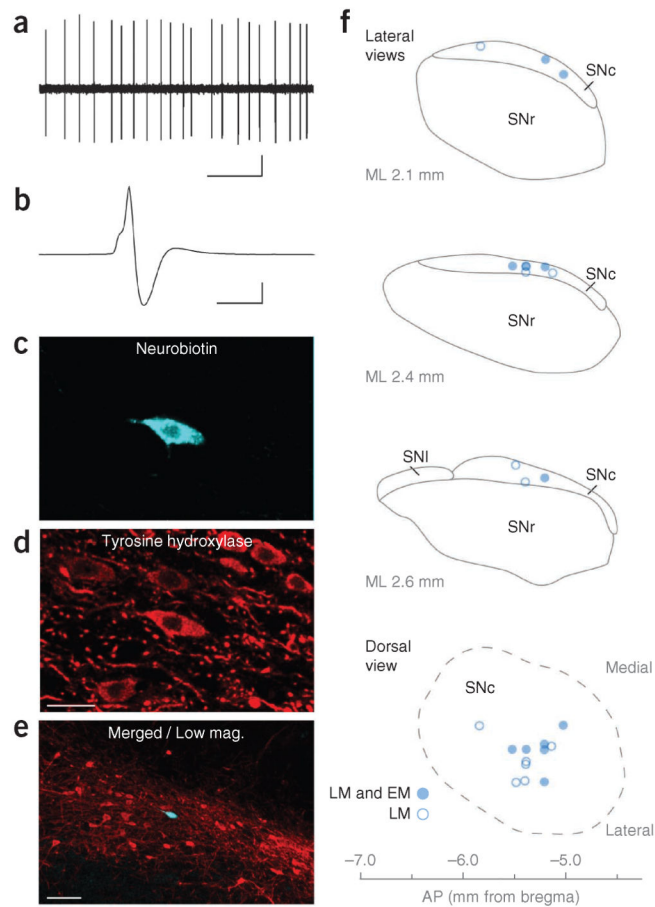 a
b
c
Neurobiotin
d
Tyrosine hydroxylase
e
Merged / Low mag.
f
Lateral
views
SNc
SNr
ML 2.1 mm
SNc
SNr
ML 2.4 mm
SNl
SNc
SNr
ML 2.6 mm
Dorsal
view
Medial
SNc
LM and EM
LM
Lateral
–7.0 –6.0 –5.0
AP (mm from bregma)